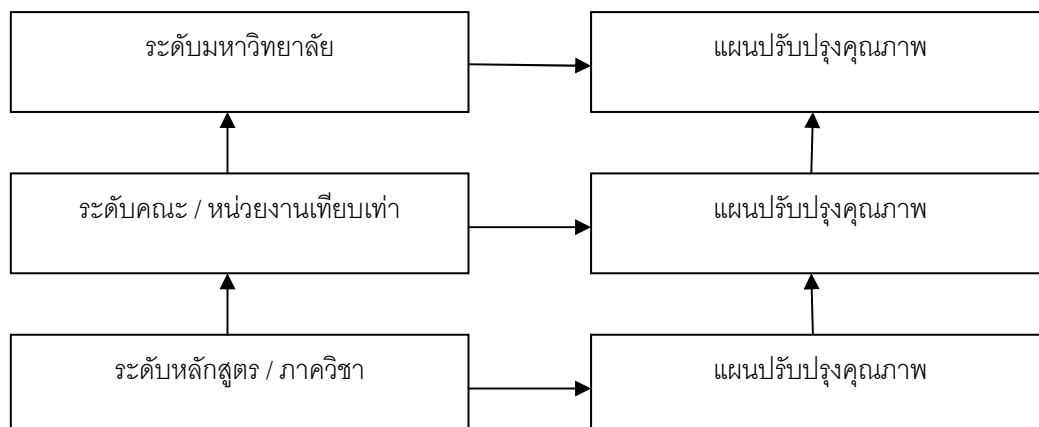 ระดับมหาวิทยาลัย
แผนปรับปรุงคุณภาพ
ระดับคณะ / หน่วยงานเทียบเท่า
แผนปรับปรุงคุณภาพ
ระดับหลักสูตร / ภาควิชา
แผนปรับปรุงคุณภาพ